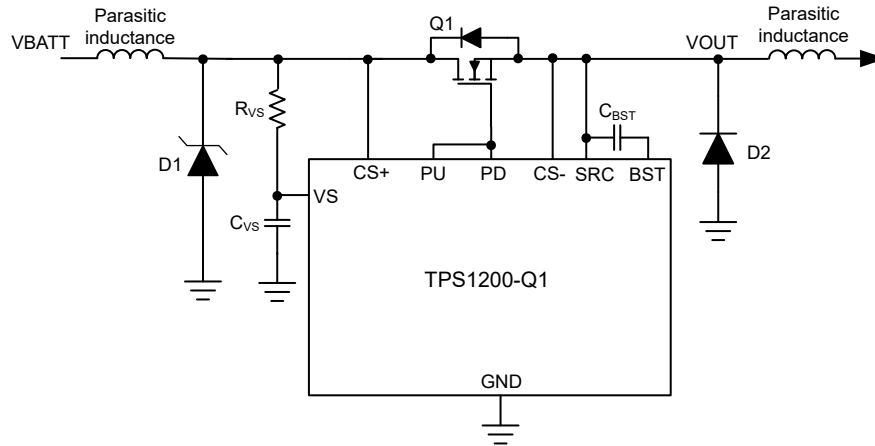 Parasitic
inductance
VBATT
Q1
VOUT
Parasitic
inductance
RVS
CBST
D1
D2
CS+
PU
PD
CS-
SRC
BST
VS
CVS
TPS1200-Q1
GND